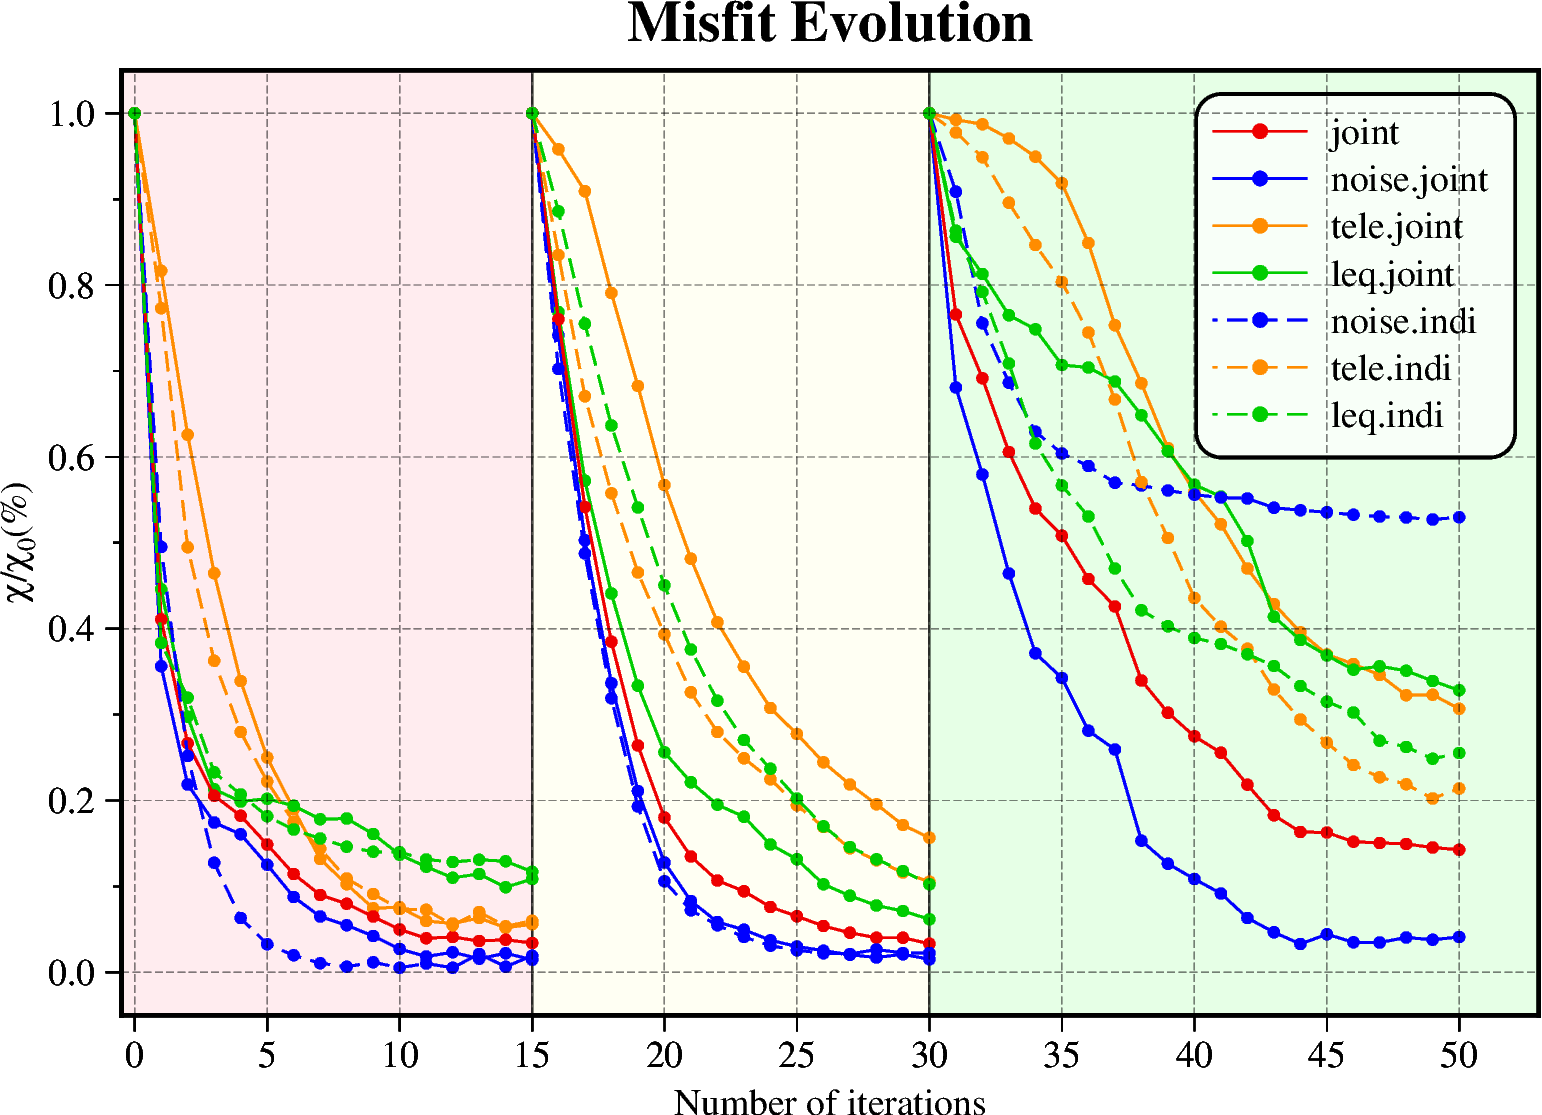 Misfit Evolution
1.0
0.8
0.6
0.4
0.2
0.0
χ/χ0(%)
joint
noise.joint
tele.joint
leq.joint
noise.indi
tele.indi
leq.indi
0 5 10 15 20 25 30 35 40 45 50
Number of iterations